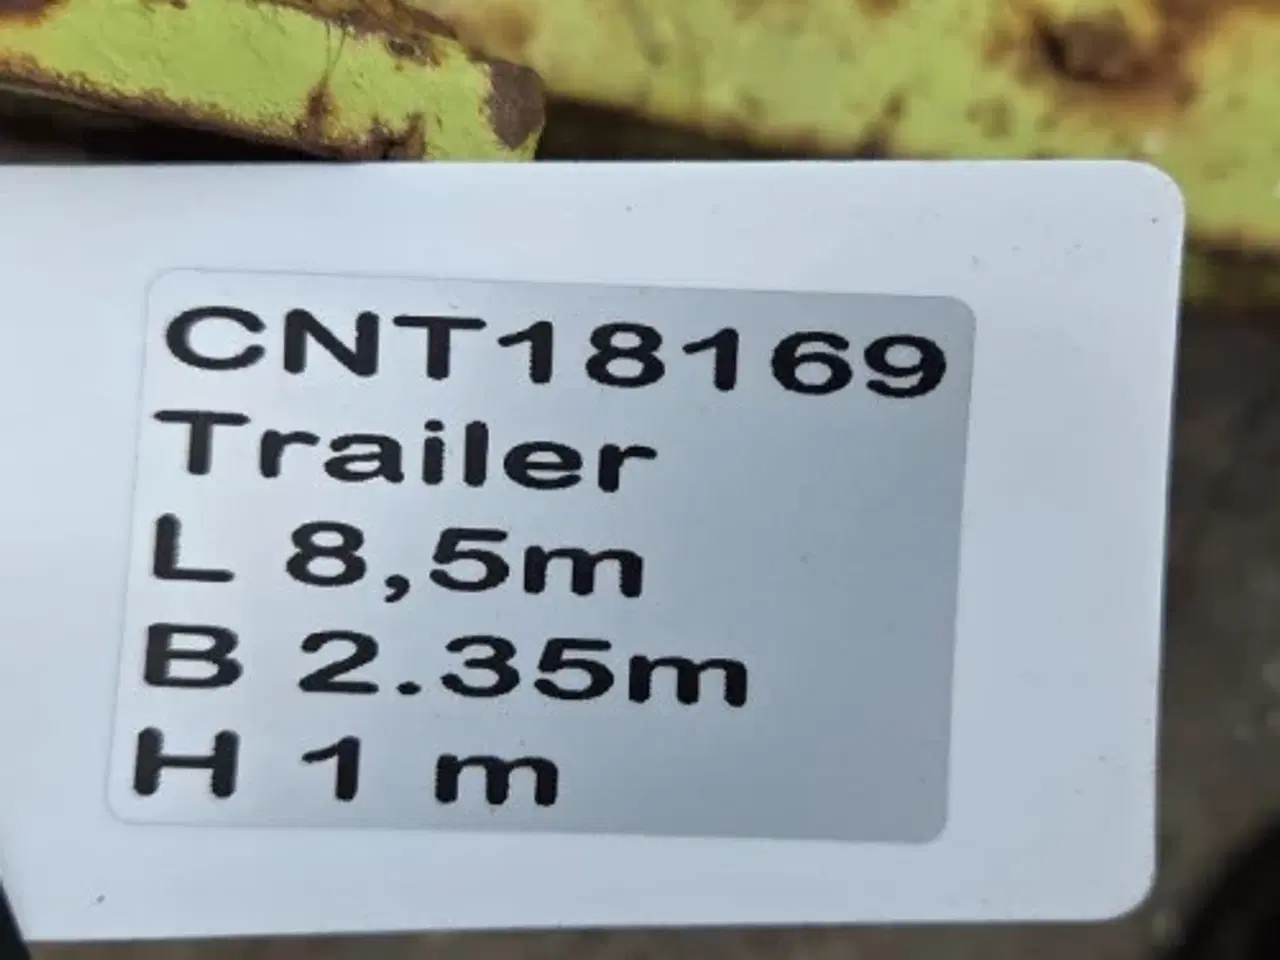 CNT18169
Trailer
L 8,5m
B 2.35m
H 1 m